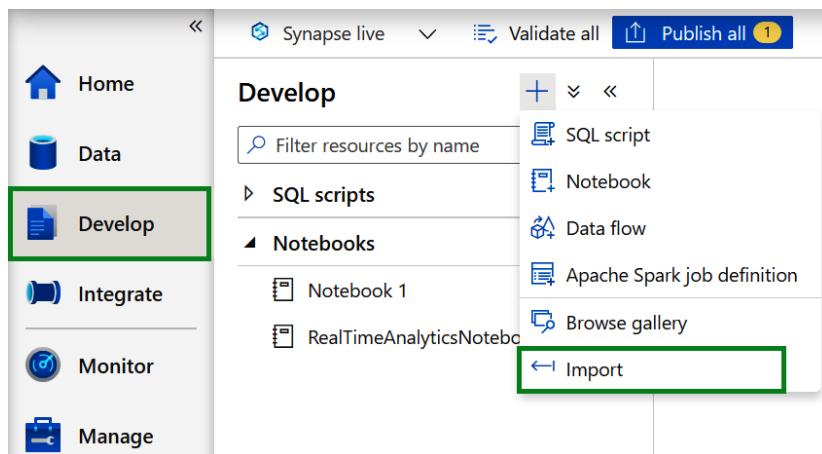 Synapse live
Validate all
Publish all 1
Home
Data
Develop
Integrate
Monitor
Manage
Develop
Filter resources by name
SQL scripts
Notebooks
Notebook 1
RealTimeAnalyticsNotebo
SQL script
Notebook
Data flow
Apache Spark job definition
Browse gallery
Import